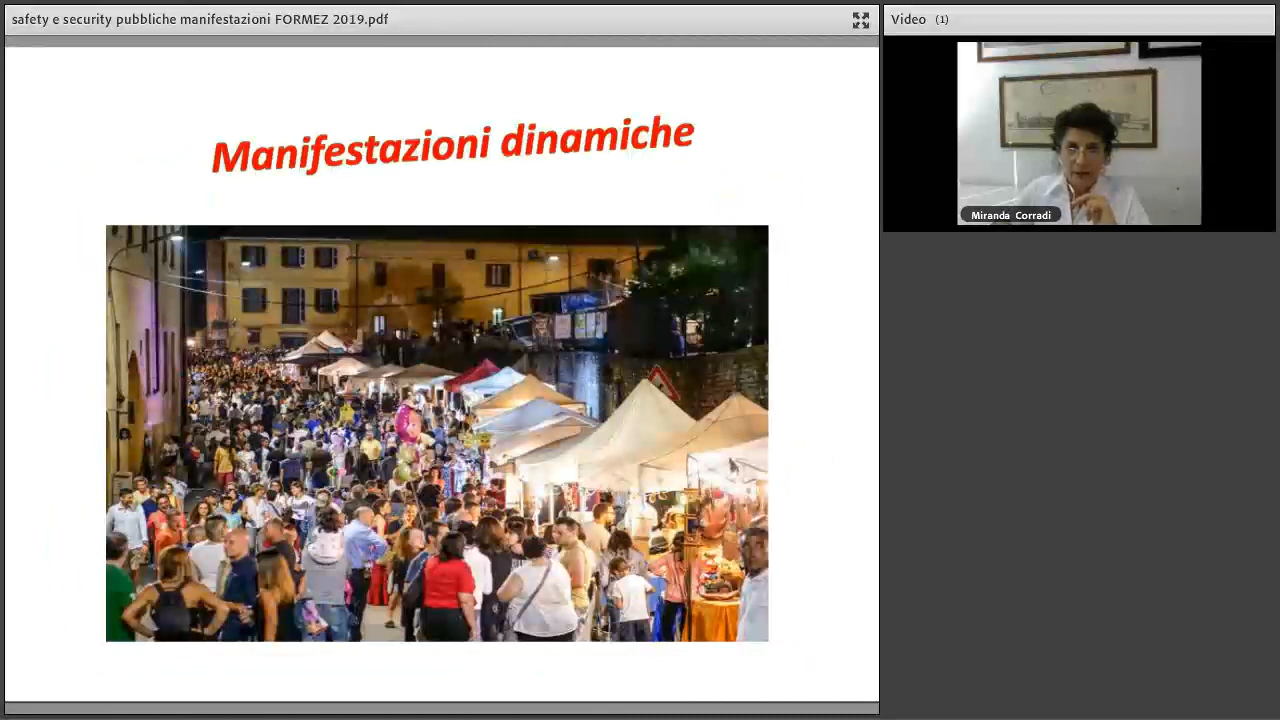 safety e security pubbliche manifestazioni FORMEZ 2019.pdf
Video (1)
Manifestazioni dinamiche
Miranda Corradi